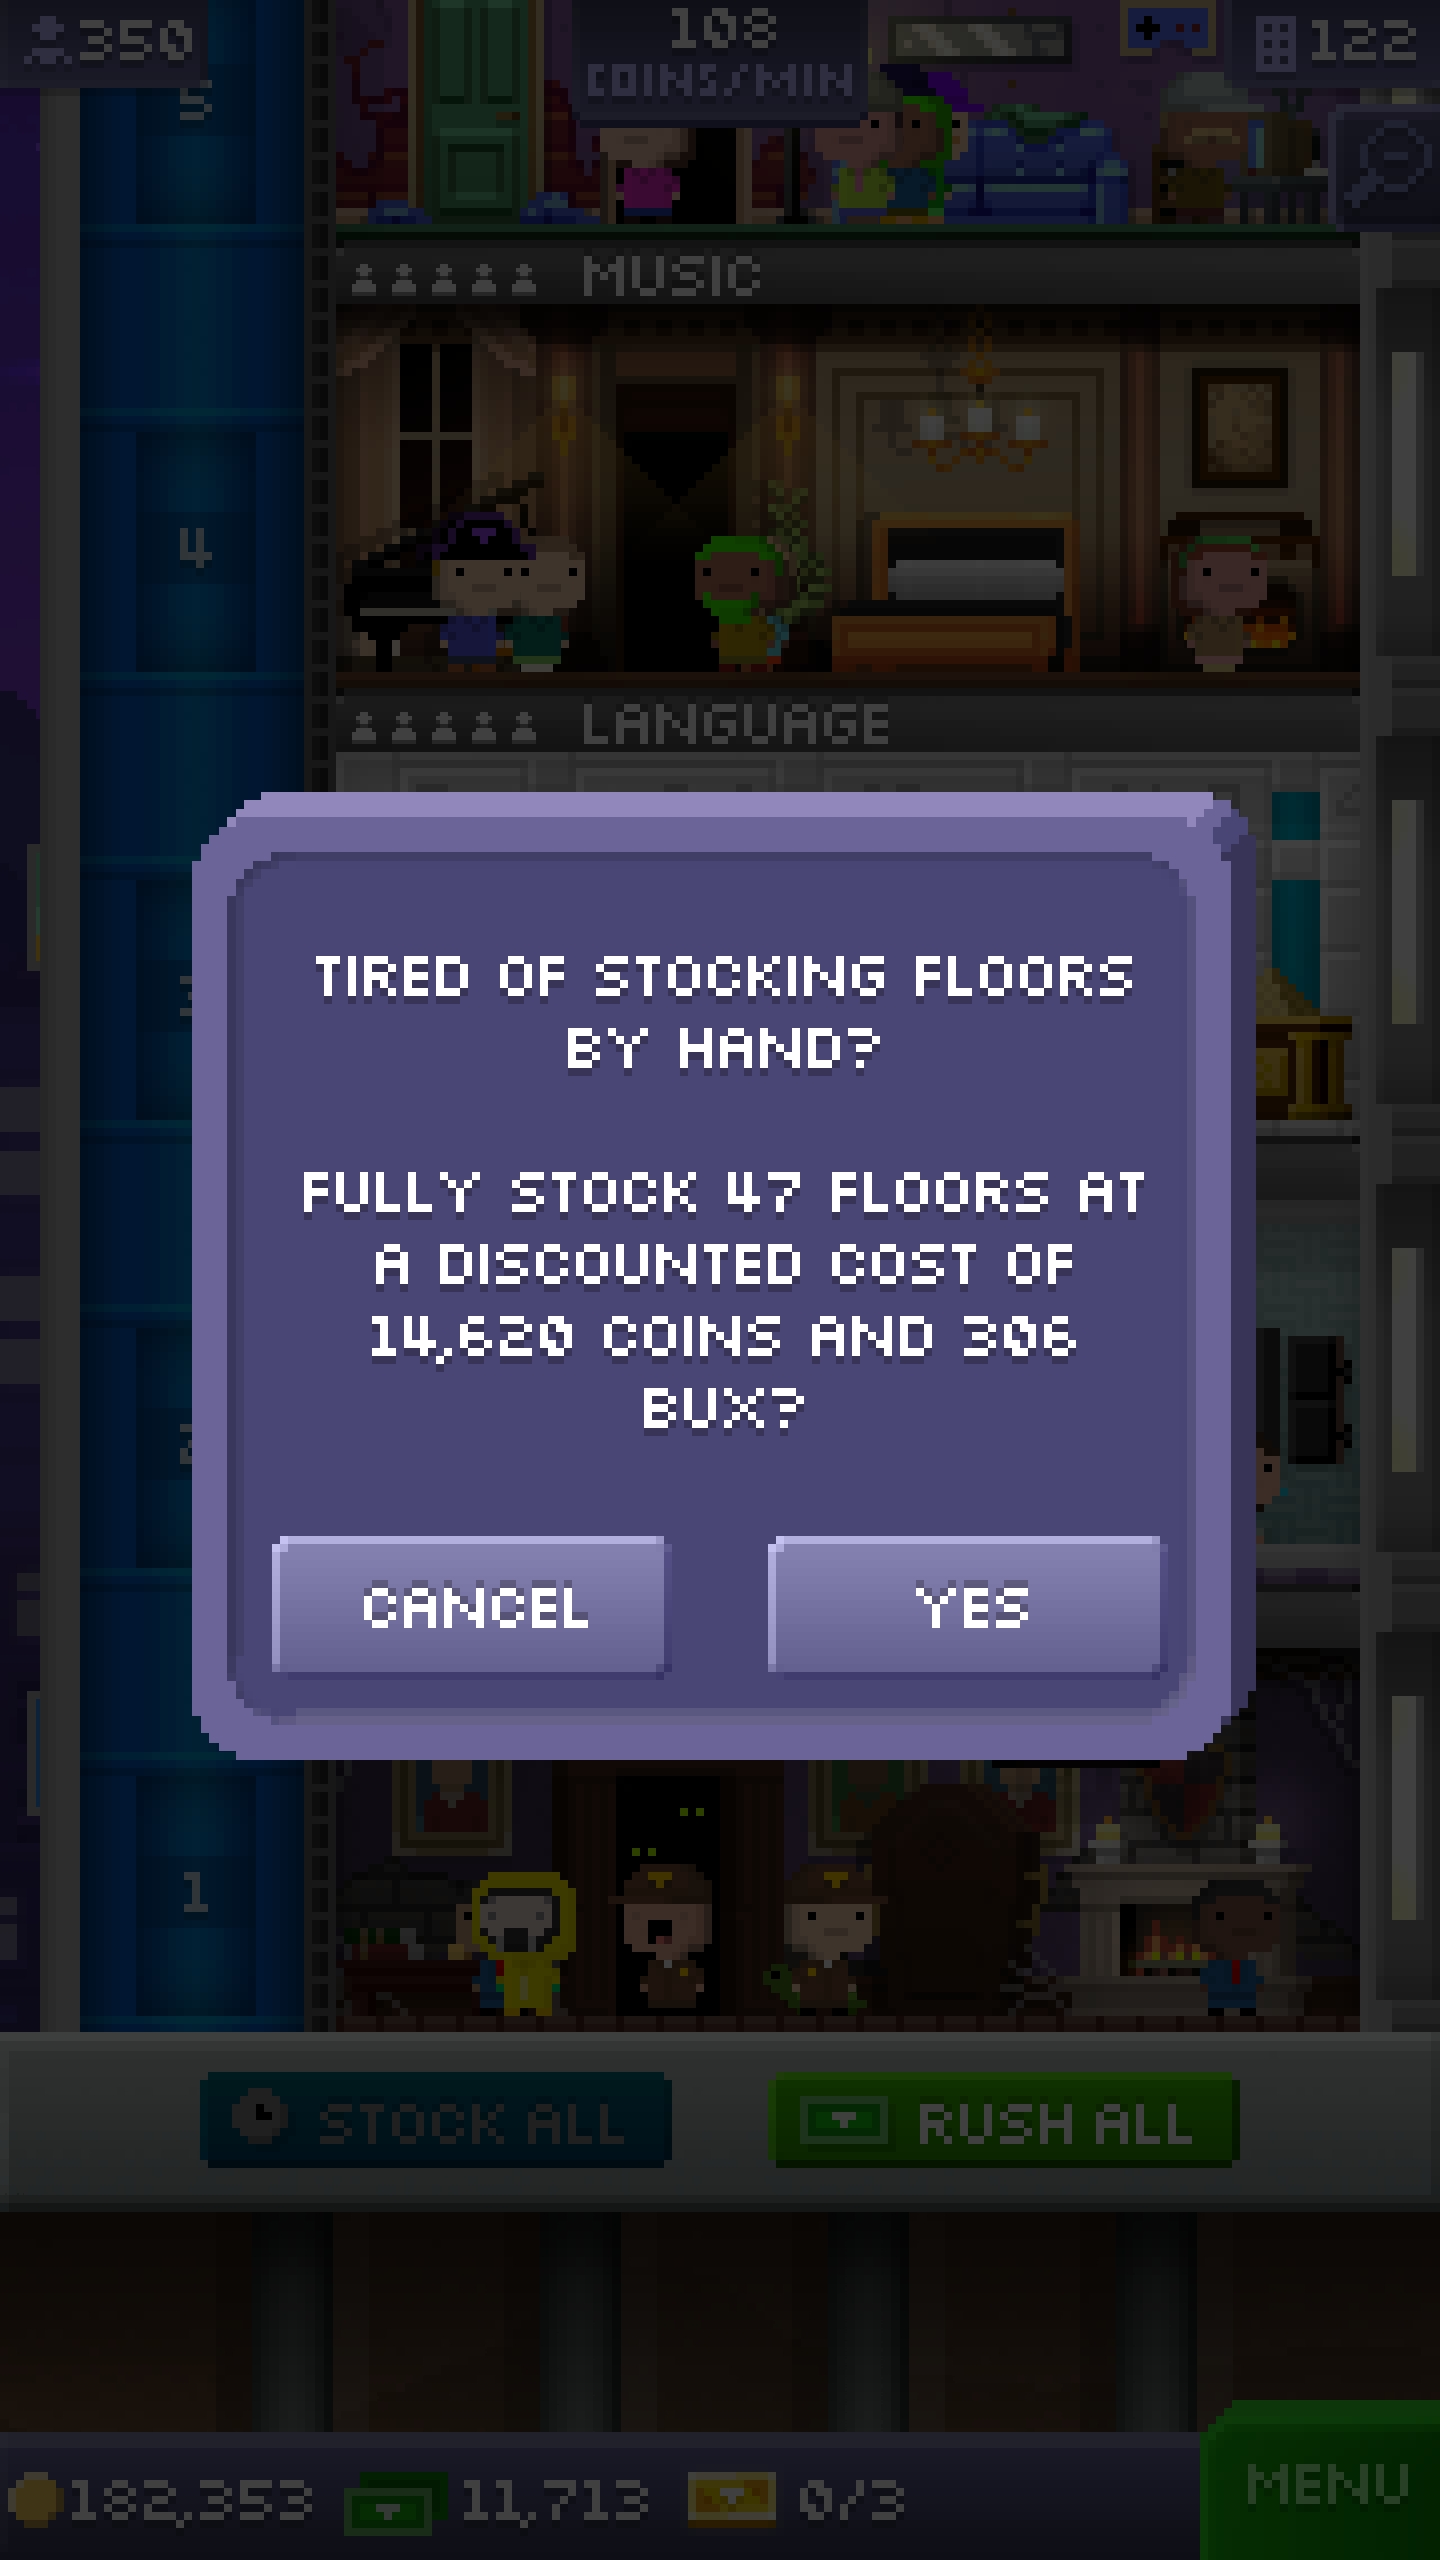 350
108
COINS/MIN
122
5
MUSIC
4
LANGUAGE
TIRED OF STOCKING FLOORS
BY HAND?
FULLY STOCK 47 FLOORS AT
A DISCOUNTED COST OF
14,620 COINS AND 306
BUX?
CANCEL
YES
1
STOCK ALL
RUSH ALL
182,353
11,713
0/3
MENU